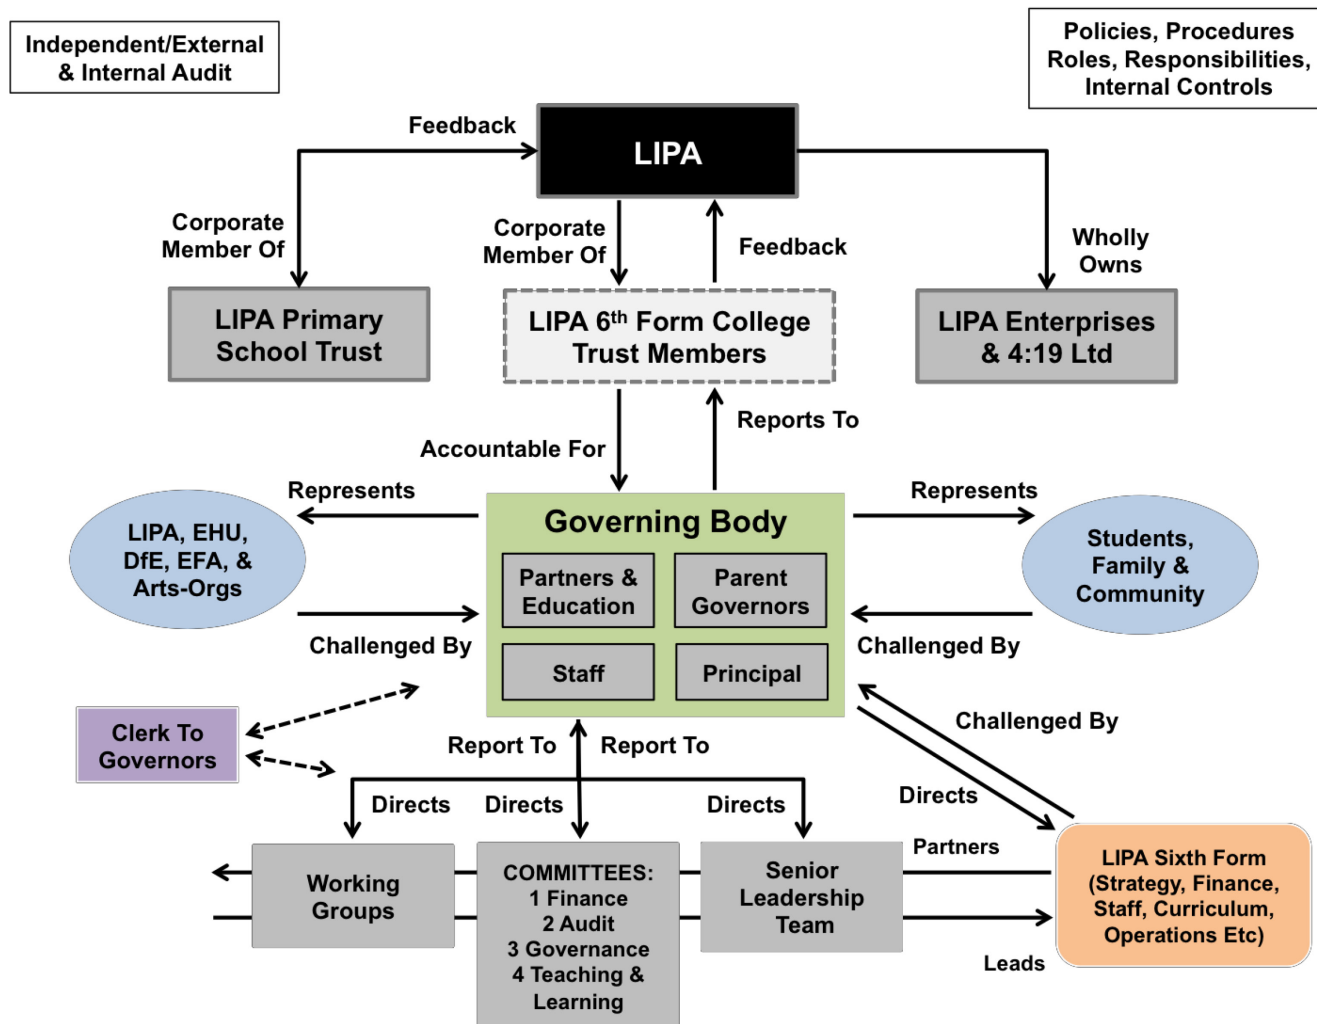 Independent/External
& Internal Audit
Policies, Procedures
Roles, Responsibilities,
Internal Controls
Feedback
LIPA
Corporate
Member Of
Corporate
Member Of
Feedback
Wholly
Owns
LIPA Primary
School Trust
LIPA 6th Form College
Trust Members
LIPA Enterprises
& 4:19 Ltd
Accountable For
Reports To
Represents
Represents
LIPA, EHU,
DfE, EFA, &
Arts-Orgs
Governing Body
Partners &
Education
Parent
Governors
Staff
Principal
Students,
Family &
Community
Challenged By
Challenged By
Clerk To
Governors
Report To
Report To
Challenged By
Directs
Directs
Directs
Directs
Partners
Working
Groups
COMMITTEES:
1 Finance
2 Audit
3 Governance
4 Teaching &
Learning
Senior
Leadership
Team
LIPA Sixth Form
(Strategy, Finance,
Staff, Curriculum,
Operations Etc)
Leads